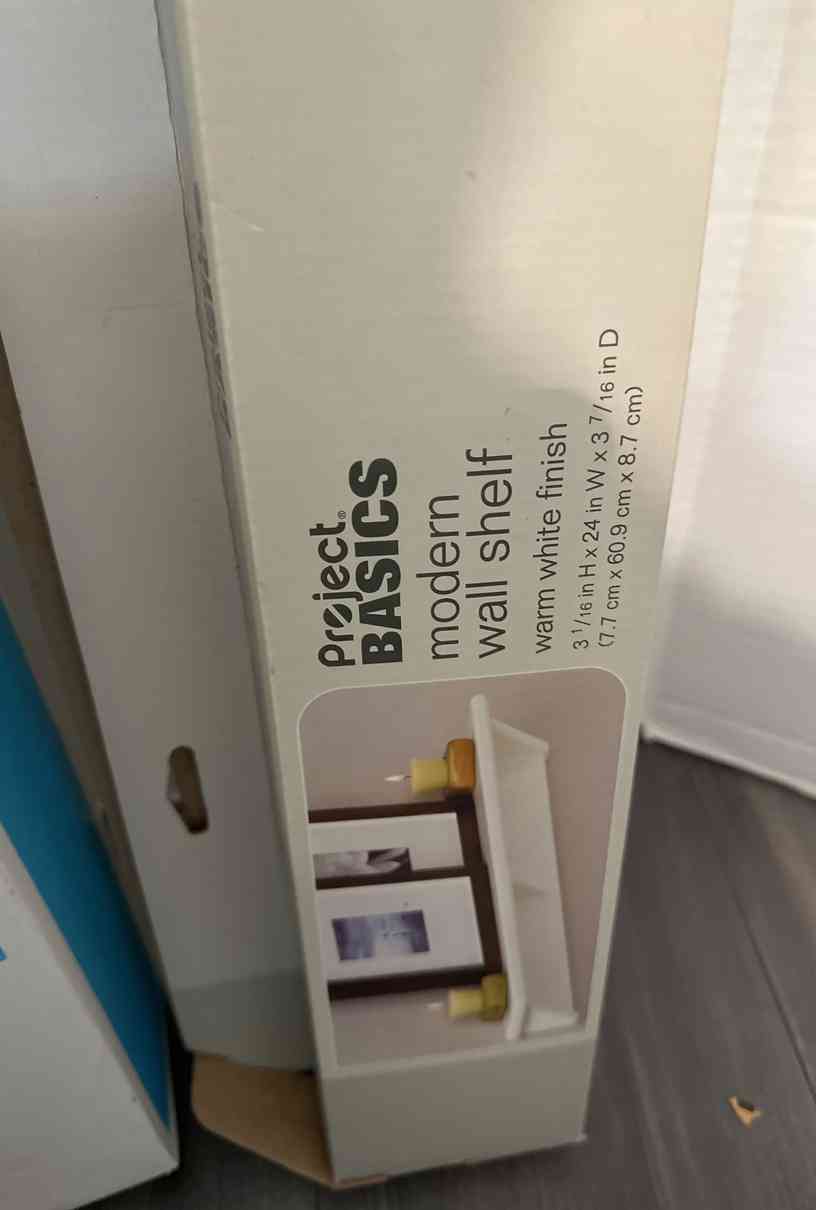 Project®
BASICS
modern
wall shelf
warm white finish
3 1/16 in H x 24 in W x 3 7/16 in D
(7.7 cm x 60.9 cm x 8.7 cm)